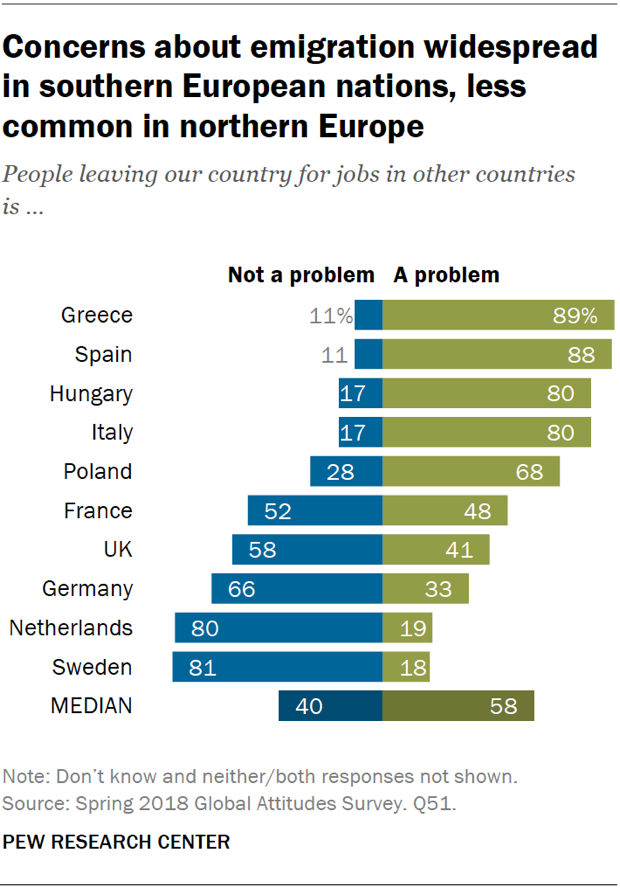 Concerns about emigration widespread
in southern European nations, less
common in northern Europe
People leaving our country for jobs in other countries
is ...
Not a problem A problem
Greece 11% 89%
Spain 11 88
Hungary 17 80
Italy 17 80
Poland 28 68
France 52 48
UK 58 41
Germany 66 33
Netherlands 80 19
Sweden 81 18
MEDIAN 40 58
Note: Don’t know and neither/both responses not shown.
Source: Spring 2018 Global Attitudes Survey. Q51.
PEW RESEARCH CENTER